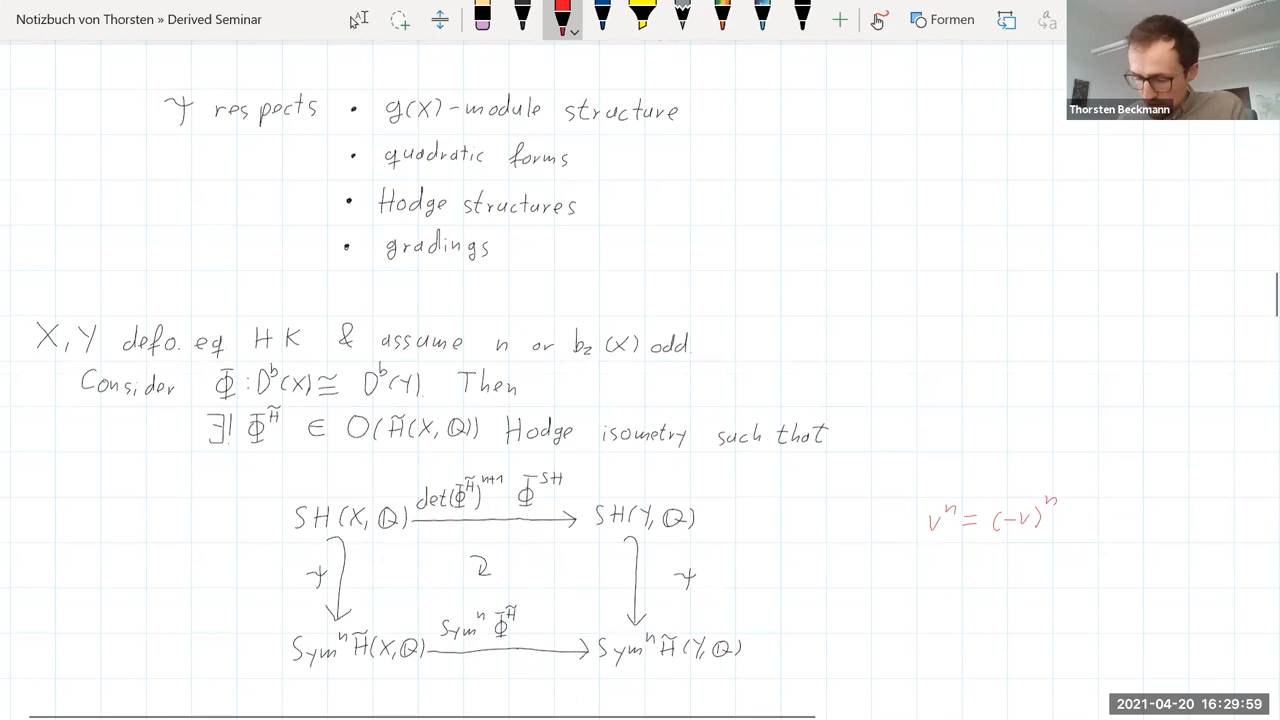 Notizbuch von Thorsten » Derived Seminar
Formen
Thorsten Beckmann
ψ respects • g(X)-module structure
• quadratic forms
• Hodge structures
• gradings
X, Y defo. eq HK & assume n or b₂(X) odd.
Consider Φ : Dᵇ(X) ≅ Dᵇ(Y). Then
∃! Φ^H̃ ∈ O(H̃(X,ℚ)) Hodge isometry such that
det(Φ^H̃)ⁿ⁺¹ Φ^SH
SH(X,ℚ) → SH(Y,ℚ)
vⁿ = (-v)ⁿ
ψ ↻ ψ
Symⁿ Φ^H̃
Symⁿ H̃(X,ℚ) → Symⁿ H̃(Y,ℚ)
2021-04-20 16:29:59